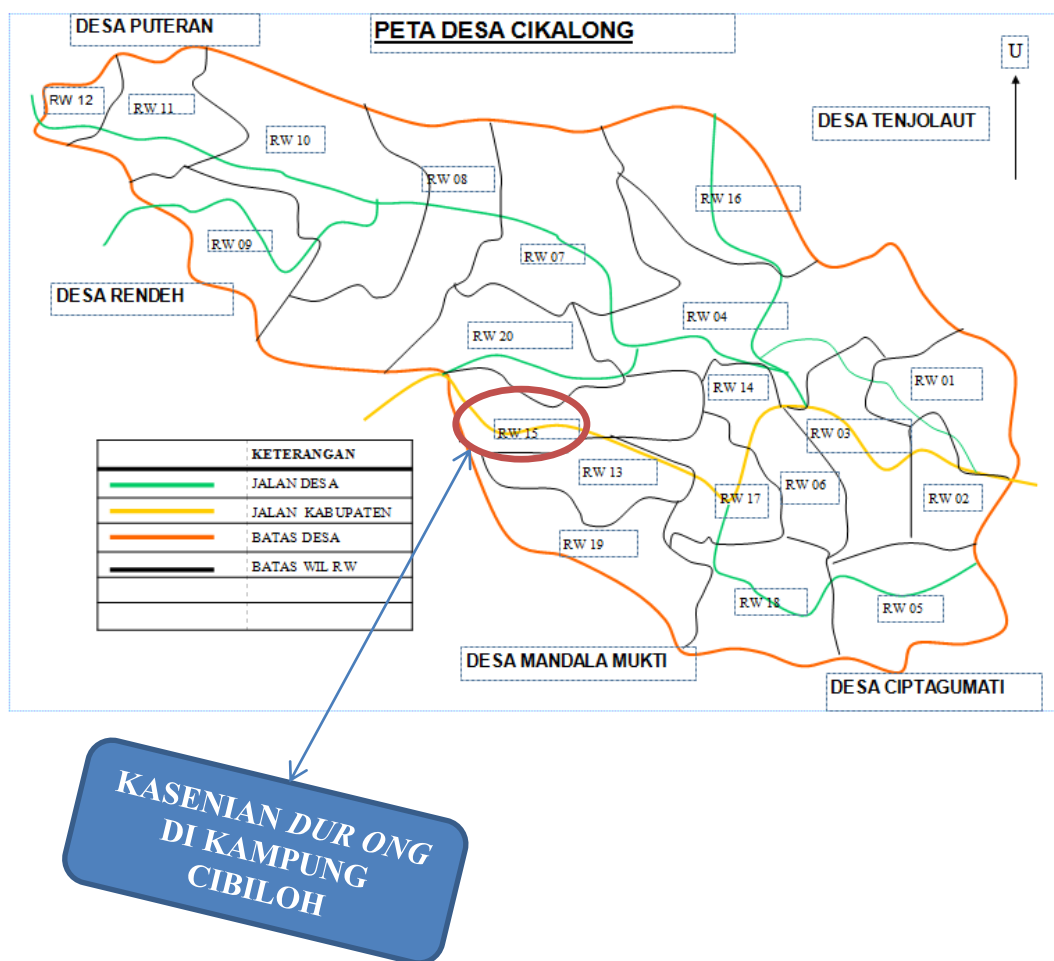 DESA PUTERAN
PETA DESA CIKALONG
U
RW 12
RW 11
DESA TENJOLAUT
RW 10
RW 08
RW 16
RW 09
RW 07
DESA RENDEH
RW 04
RW 20
RW 14
RW 01
RW 15
RW 03
KETERANGAN
RW 13
JALAN DESA
RW 17
RW 06
RW 02
JALAN KABUPATEN
BATAS DESA
RW 19
BATAS WIL RW
RW 18
RW 05
DESA MANDALA MUKTI
DESA CIPTAGUMATI
KASENIAN DUR ONG
DI KAMPUNG
CIBILOH